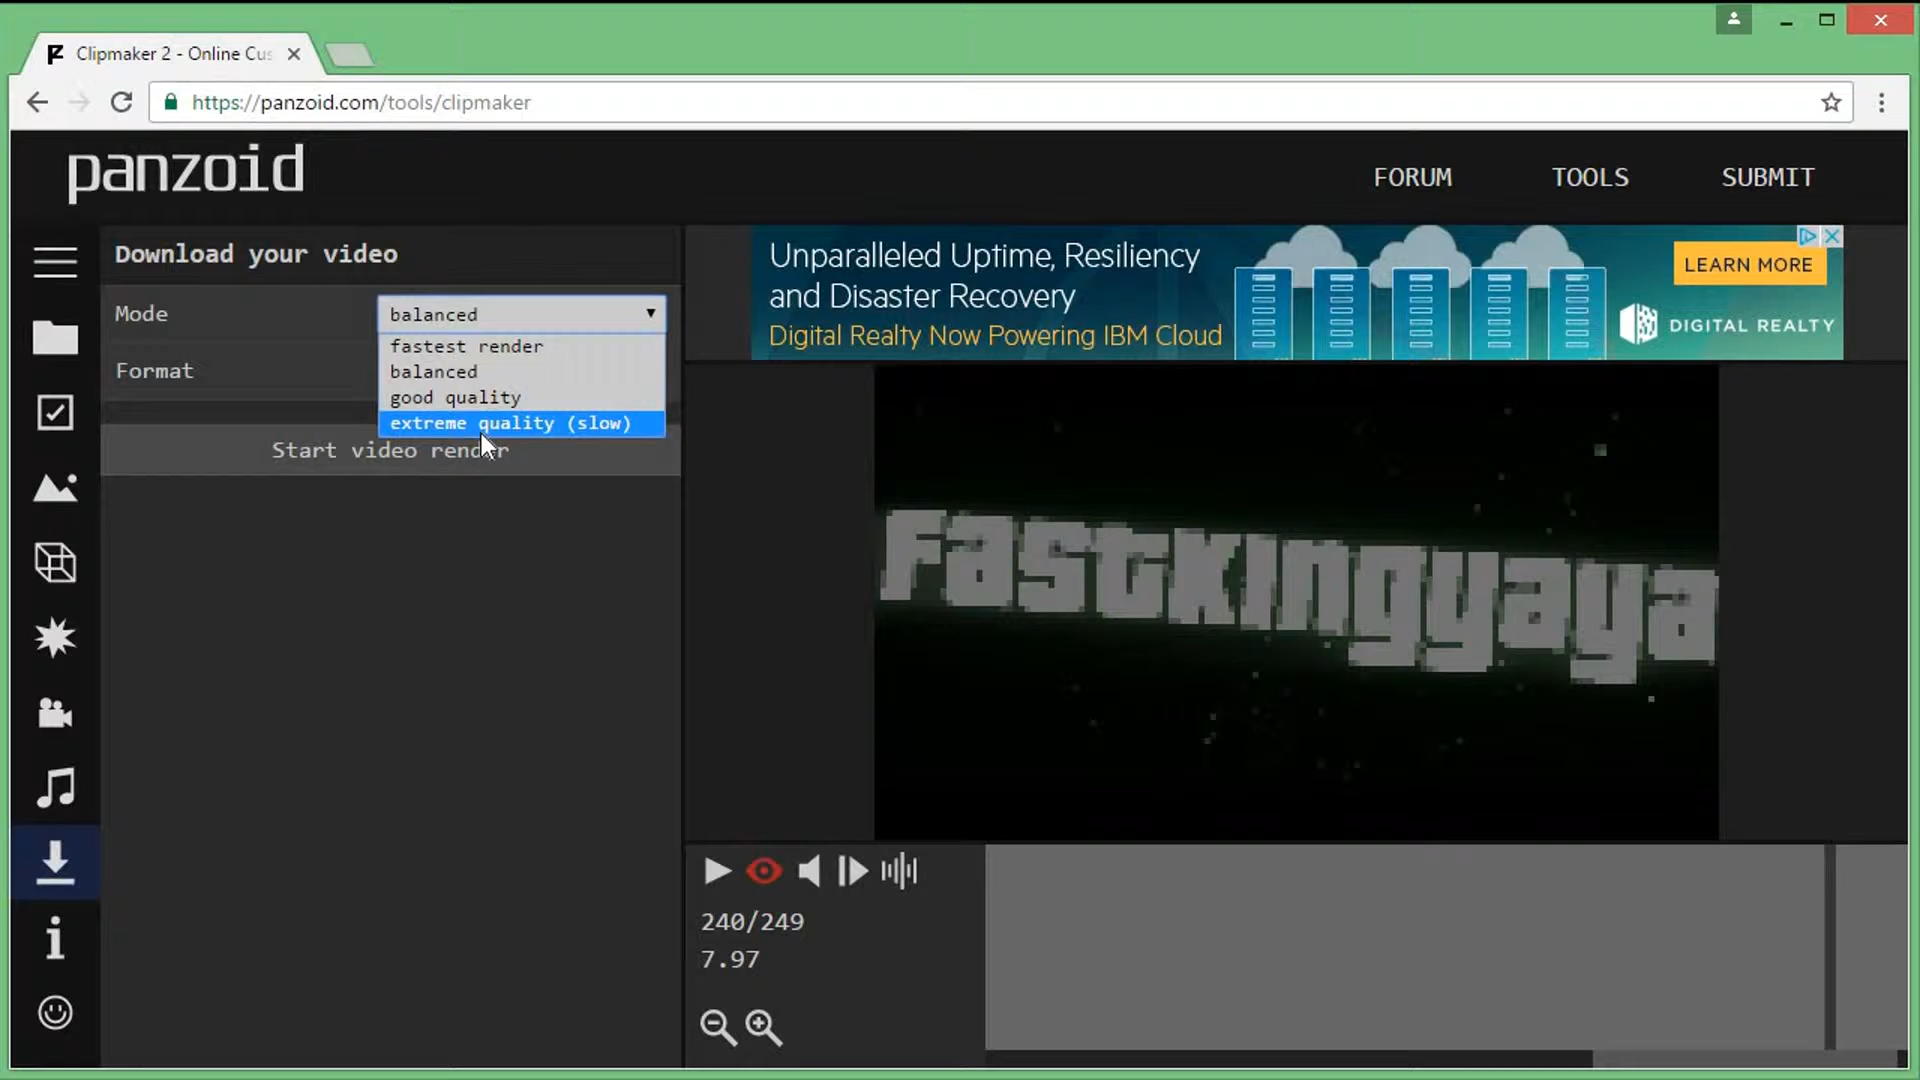 Clipmaker 2 - Online Cus
https://panzoid.com/tools/clipmaker
panzoid
FORUM
TOOLS
SUBMIT
Download your video
Mode
balanced
fastest render
balanced
good quality
extreme quality (slow)
Format
Start video render
Unparalleled Uptime, Resiliency
and Disaster Recovery
Digital Realty Now Powering IBM Cloud
LEARN MORE
DIGITAL REALTY
Fastkingyaya
240/249
7.97